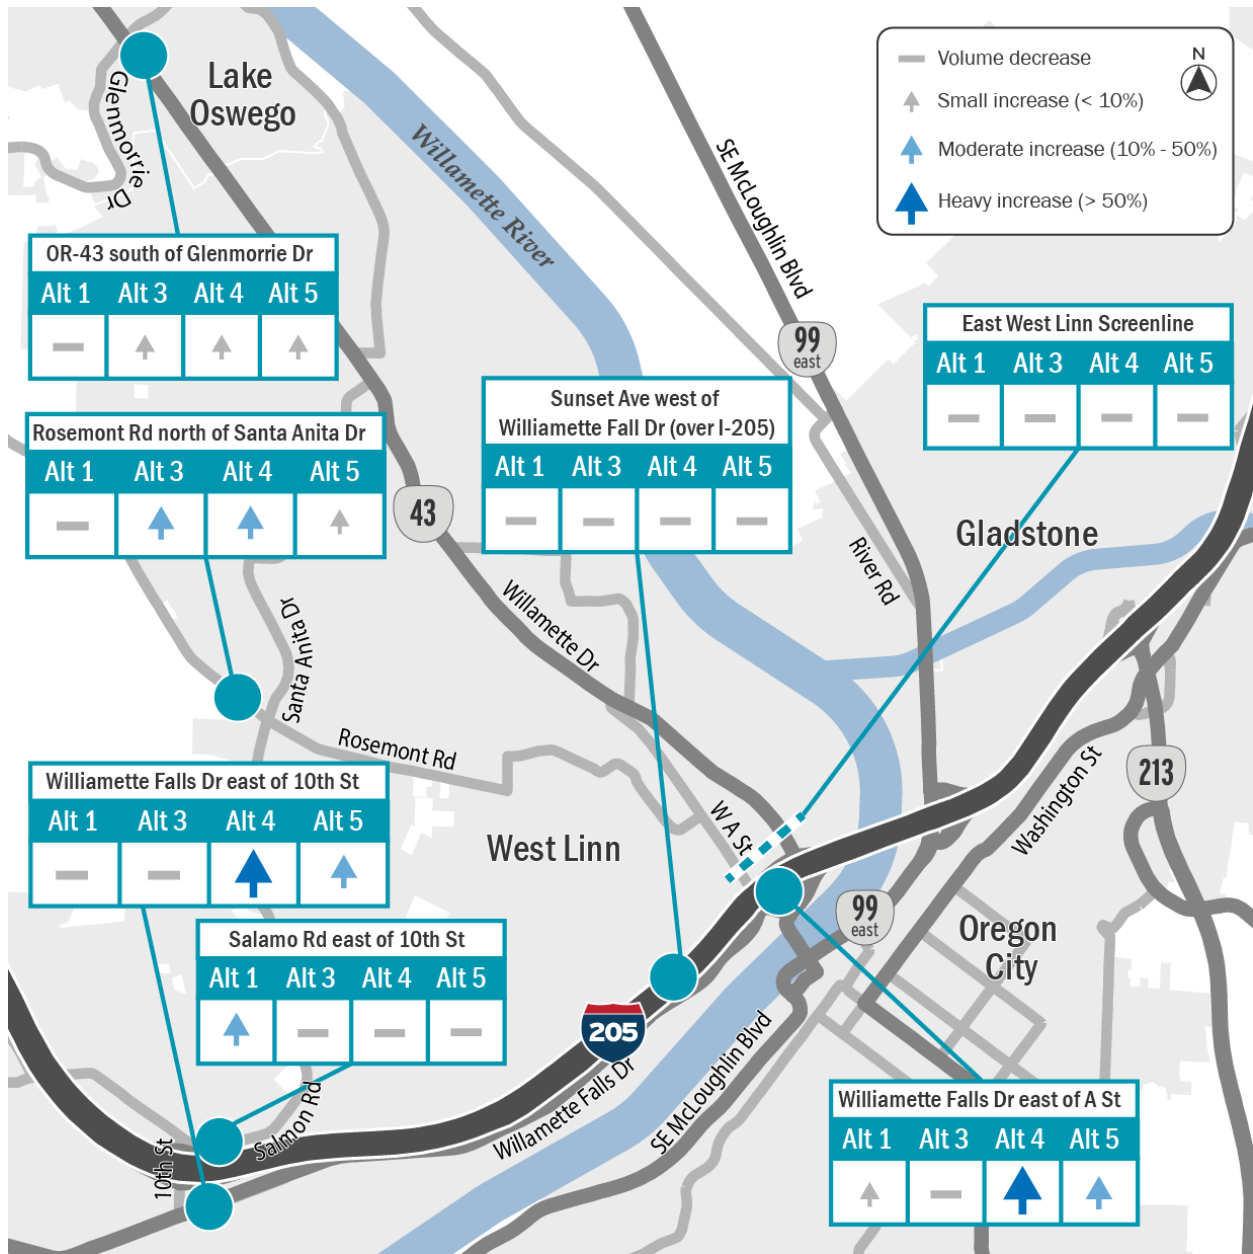 Lake
Oswego
Glenmorrie
Dr
Willamette River
SE McLoughlin Blvd
Volume decrease
Small increase (< 10%)
Moderate increase (10% - 50%)
Heavy increase (> 50%)
N
OR-43 south of Glenmorrie Dr
Alt 1 Alt 3 Alt 4 Alt 5
99
east
East West Linn Screenline
Alt 1 Alt 3 Alt 4 Alt 5
Sunset Ave west of
Williamette Fall Dr (over I-205)
Alt 1 Alt 3 Alt 4 Alt 5
Rosemont Rd north of Santa Anita Dr
Alt 1 Alt 3 Alt 4 Alt 5
43
Gladstone
River Rd
Willamette Dr
Santa Anita Dr
Rosemont Rd
Williamette Falls Dr east of 10th St
Alt 1 Alt 3 Alt 4 Alt 5
West Linn
W A St
Washington St
213
99
east
Oregon
City
Salamo Rd east of 10th St
Alt 1 Alt 3 Alt 4 Alt 5
205
Willamette Falls Dr
SE McLoughlin Blvd
Salmon Rd
10th St
Williamette Falls Dr east of A St
Alt 1 Alt 3 Alt 4 Alt 5